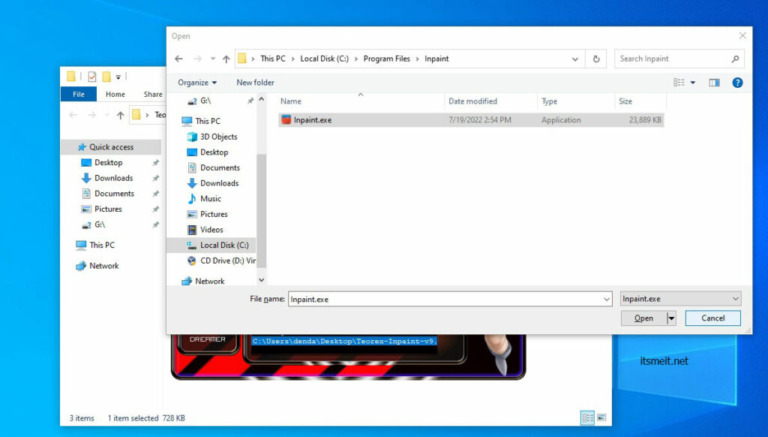 Open
This PC > Local Disk (C:) > Program Files > Inpaint
Search Inpaint
Organize
New folder
G:\
This PC
3D Objects
Desktop
Documents
Downloads
Music
Pictures
Videos
Local Disk (C:)
CD Drive (D:) Vir
Network
Name
Date modified
Type
Size
Inpaint.exe
7/19/2022 2:54 PM
Application
23,889 KB
File name:
Inpaint.exe
Inpaint.exe
Open
Cancel
File
Home
Share
Teo
Quick access
Desktop
Downloads
Documents
Pictures
G:\
This PC
Network
DREAMER
C:\Users\denda\Desktop\Teorex-Inpaint-v9
itsmelt.net
3 items
1 item selected 728 KB